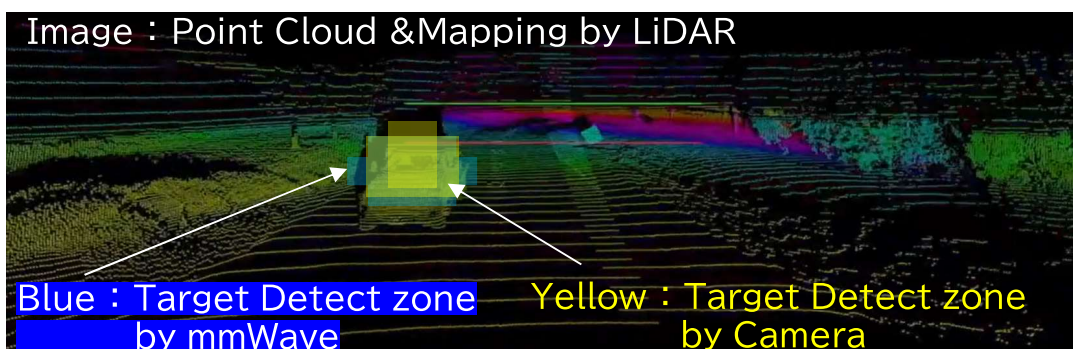 Image：Point Cloud &Mapping by LiDAR
Blue：Target Detect zone
by mmWave
Yellow：Target Detect zone
by Camera